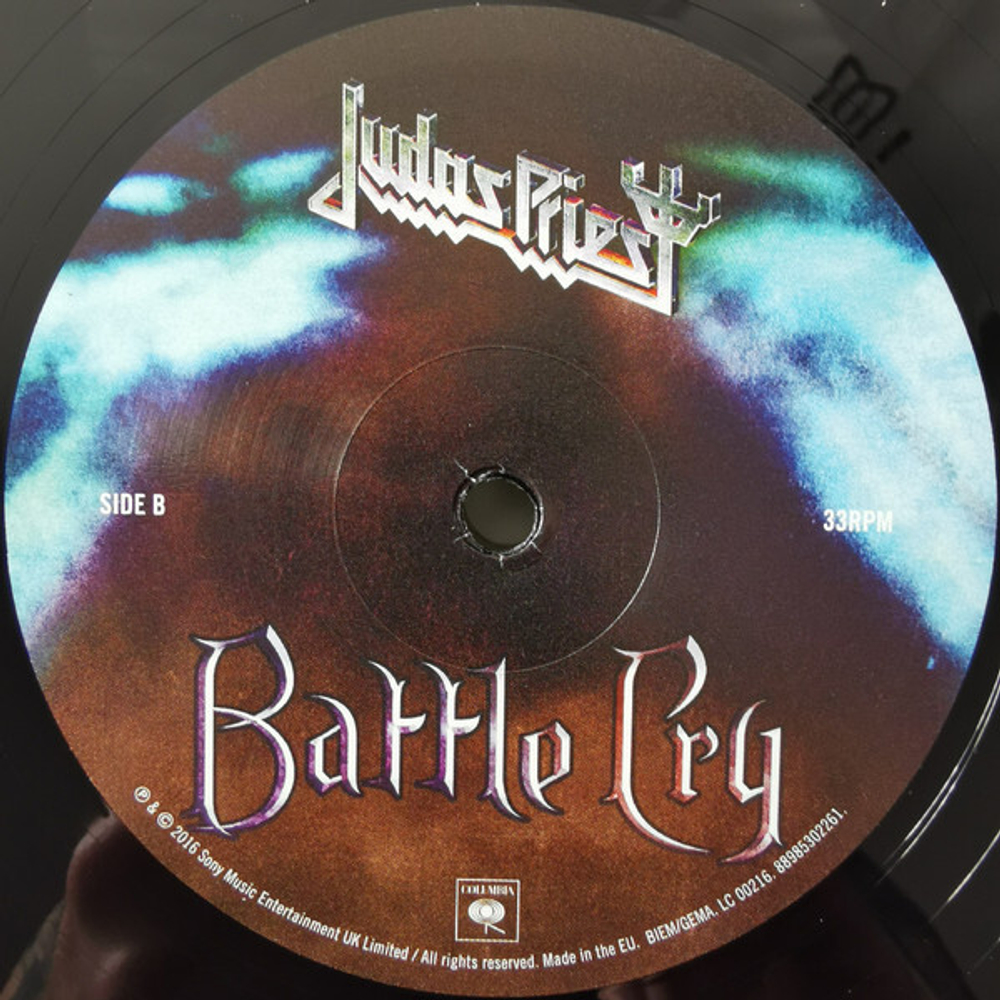 Judas Priest
SIDE B
33RPM
Battle Cry
℗ & © 2016 Sony Music Entertainment UK Limited / All rights reserved. Made in the EU. BIEM/GEMA. LC 00216. 88985302261.
COLUMBIA